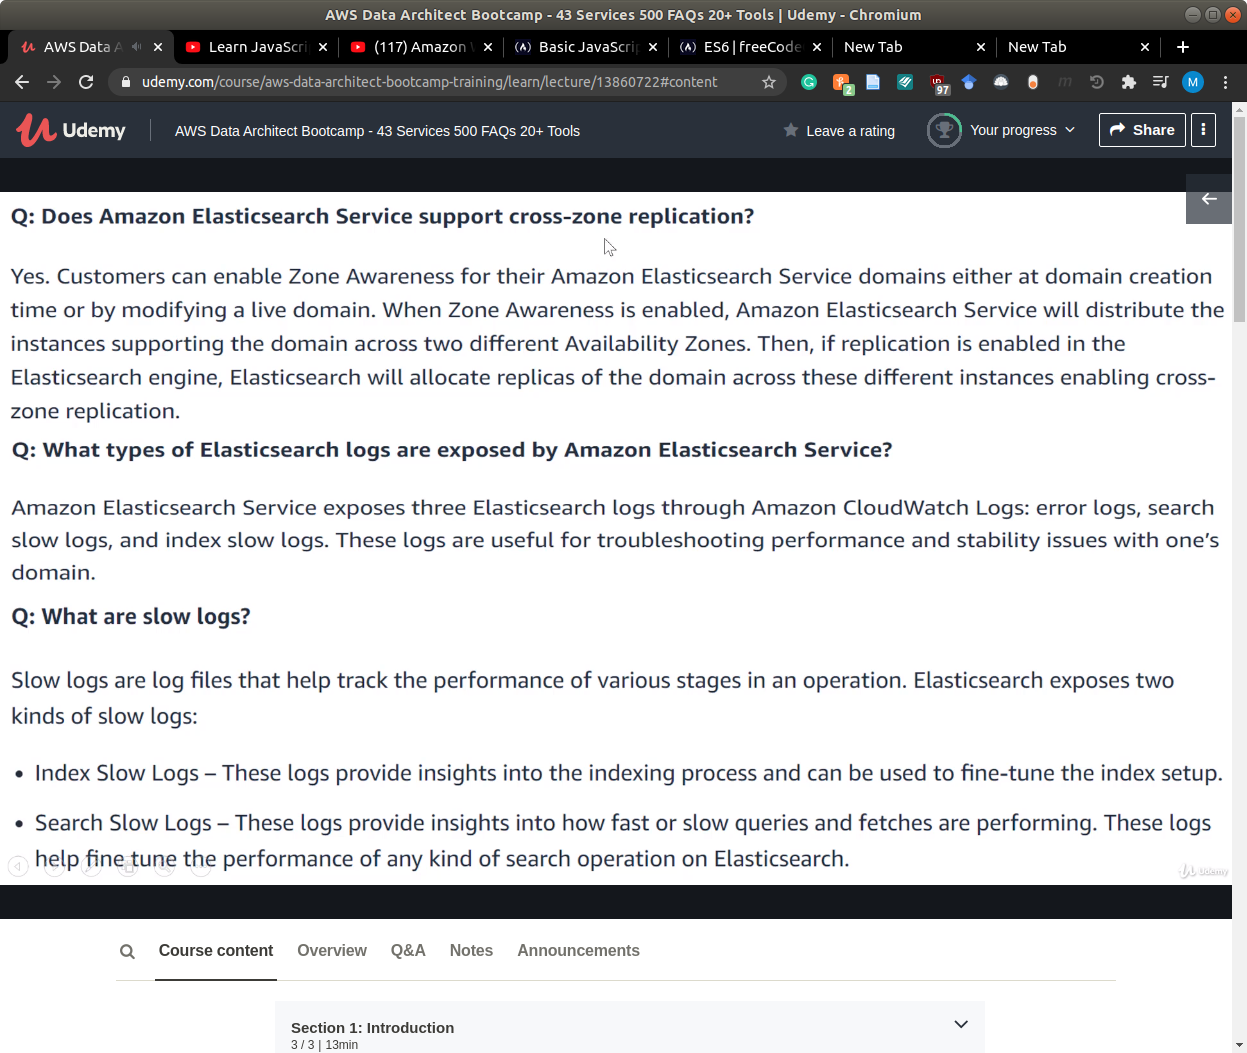 AWS Data Architect Bootcamp - 43 Services 500 FAQs 20+ Tools | Udemy - Chromium
AWS Data A
Learn JavaScri
(117) Amazon
Basic JavaScrip
ES6 | freeCode
New Tab
New Tab
udemy.com/course/aws-data-architect-bootcamp-training/learn/lecture/13860722#content
2
97
M
Udemy
AWS Data Architect Bootcamp - 43 Services 500 FAQs 20+ Tools
Leave a rating
Your progress
Share
Q: Does Amazon Elasticsearch Service support cross-zone replication?
Yes. Customers can enable Zone Awareness for their Amazon Elasticsearch Service domains either at domain creation
time or by modifying a live domain. When Zone Awareness is enabled, Amazon Elasticsearch Service will distribute the
instances supporting the domain across two different Availability Zones. Then, if replication is enabled in the
Elasticsearch engine, Elasticsearch will allocate replicas of the domain across these different instances enabling cross-
zone replication.
Q: What types of Elasticsearch logs are exposed by Amazon Elasticsearch Service?
Amazon Elasticsearch Service exposes three Elasticsearch logs through Amazon CloudWatch Logs: error logs, search
slow logs, and index slow logs. These logs are useful for troubleshooting performance and stability issues with one’s
domain.
Q: What are slow logs?
Slow logs are log files that help track the performance of various stages in an operation. Elasticsearch exposes two
kinds of slow logs:
• Index Slow Logs – These logs provide insights into the indexing process and can be used to fine-tune the index setup.
• Search Slow Logs – These logs provide insights into how fast or slow queries and fetches are performing. These logs
help fine-tune the performance of any kind of search operation on Elasticsearch.
Udemy
Course content
Overview
Q&A
Notes
Announcements
Section 1: Introduction
3 / 3 | 13min